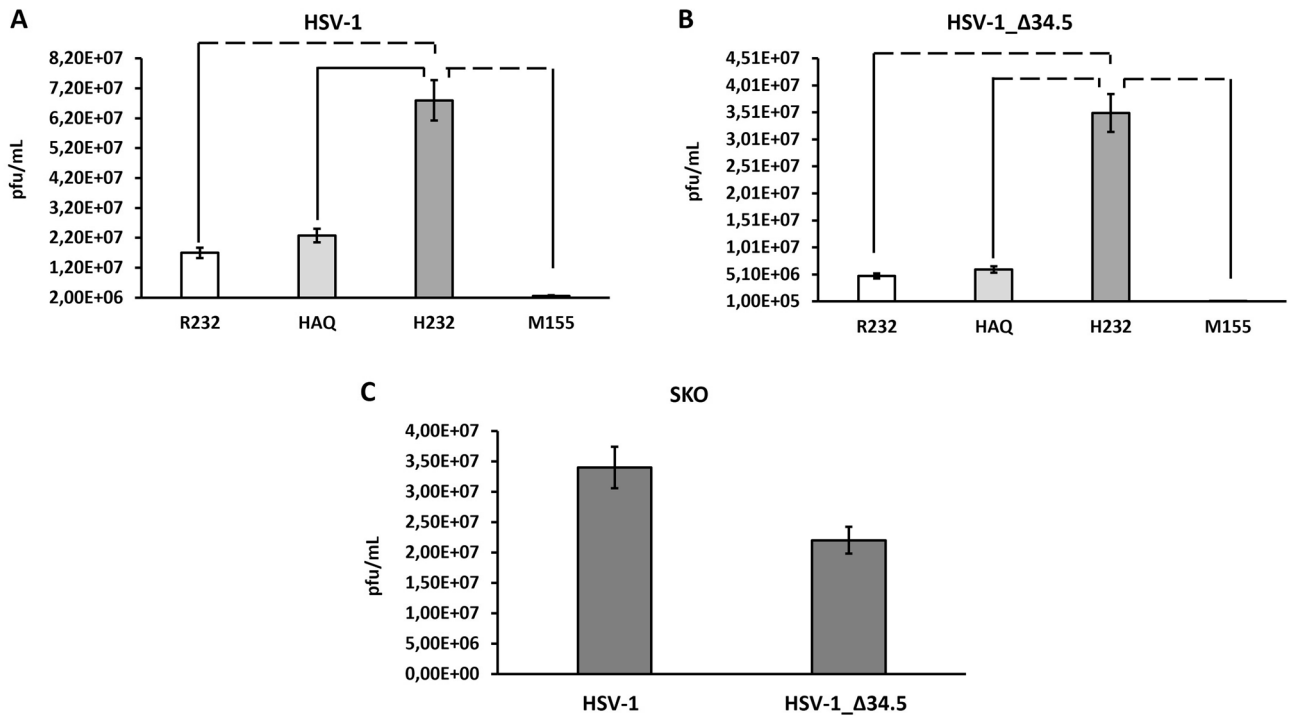 A
HSV-1
pfu/mL
8,20E+07
7,20E+07
6,20E+07
5,20E+07
4,20E+07
3,20E+07
2,20E+07
1,20E+07
2,00E+06
R232 HAQ H232 M155
B
HSV-1_Δ34.5
pfu/mL
4,51E+07
4,01E+07
3,51E+07
3,01E+07
2,51E+07
2,01E+07
1,51E+07
1,01E+07
5,10E+06
1,00E+05
R232 HAQ H232 M155
C
SKO
pfu/mL
4,00E+07
3,50E+07
3,00E+07
2,50E+07
2,00E+07
1,50E+07
1,00E+07
5,00E+06
0,00E+00
HSV-1 HSV-1_Δ34.5